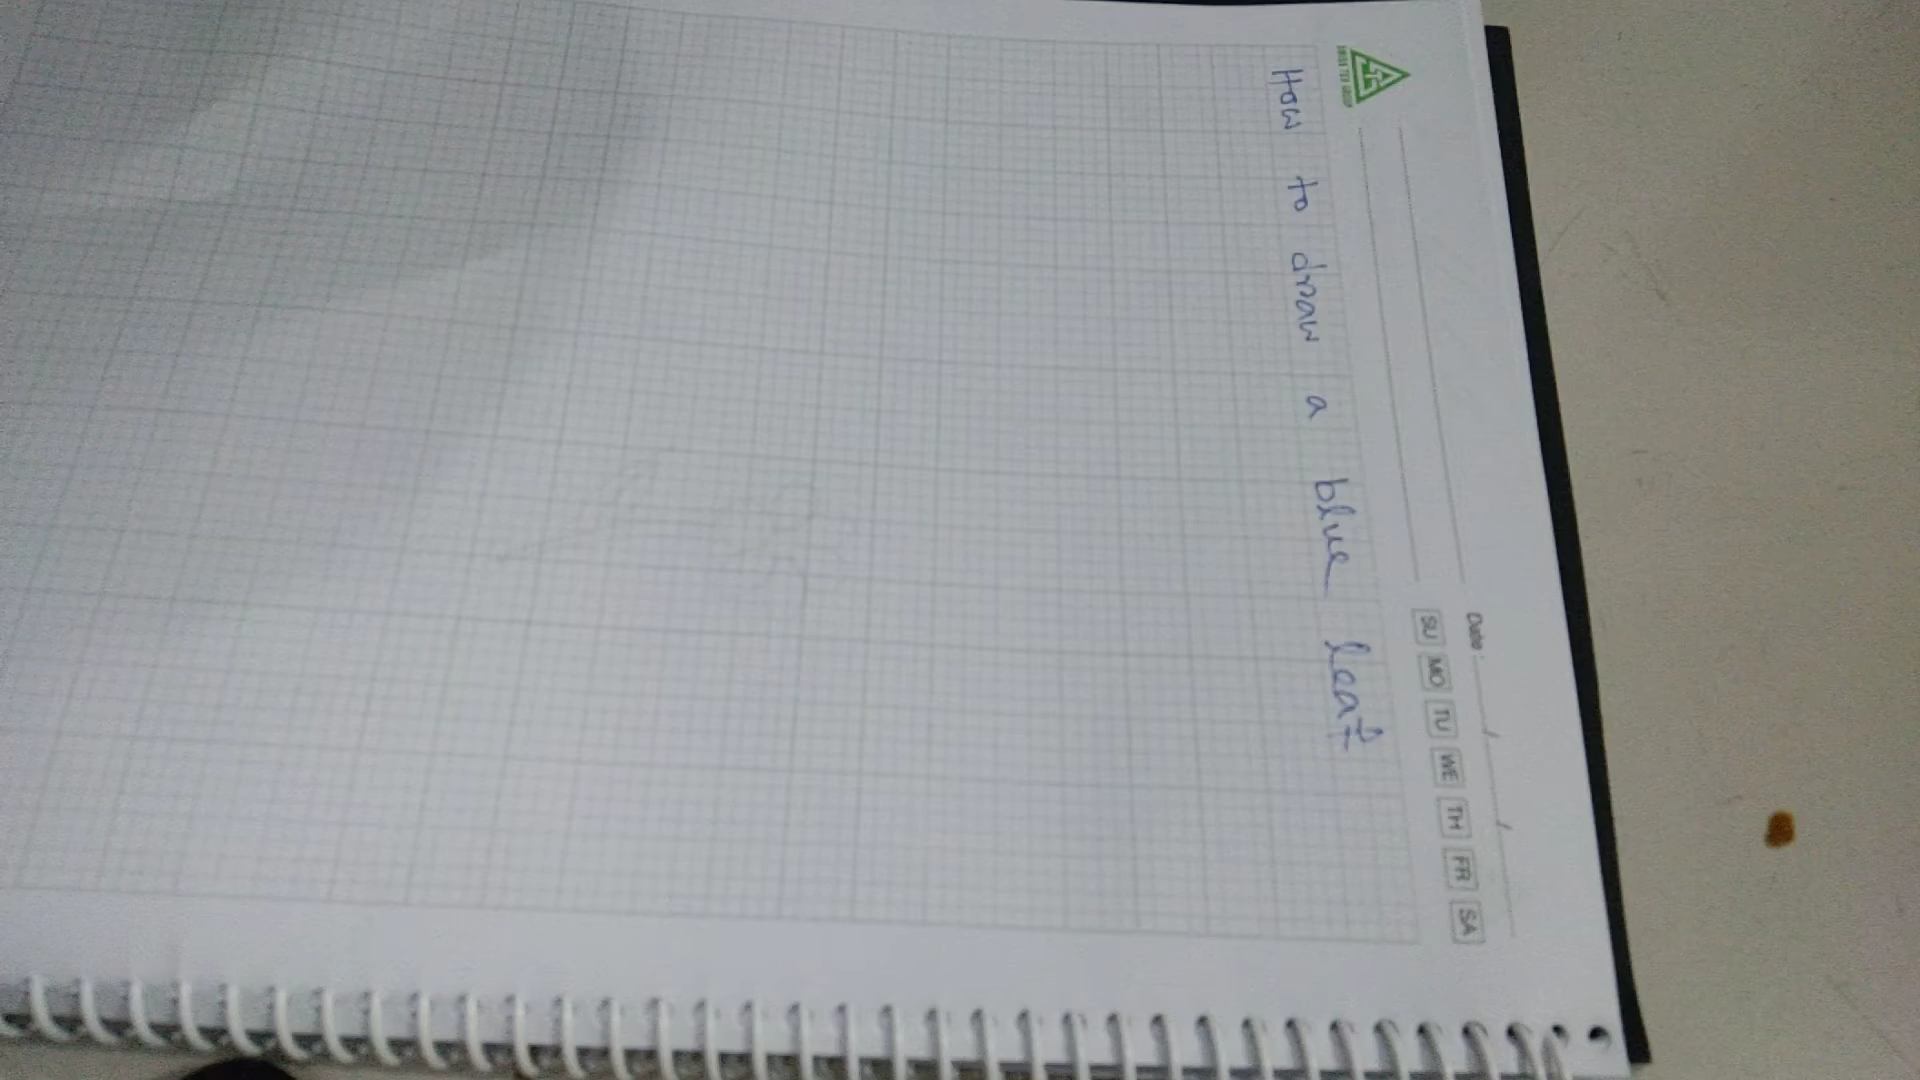 Date : / /
SU MO TU WE TH FR SA
How to draw a blue leaf